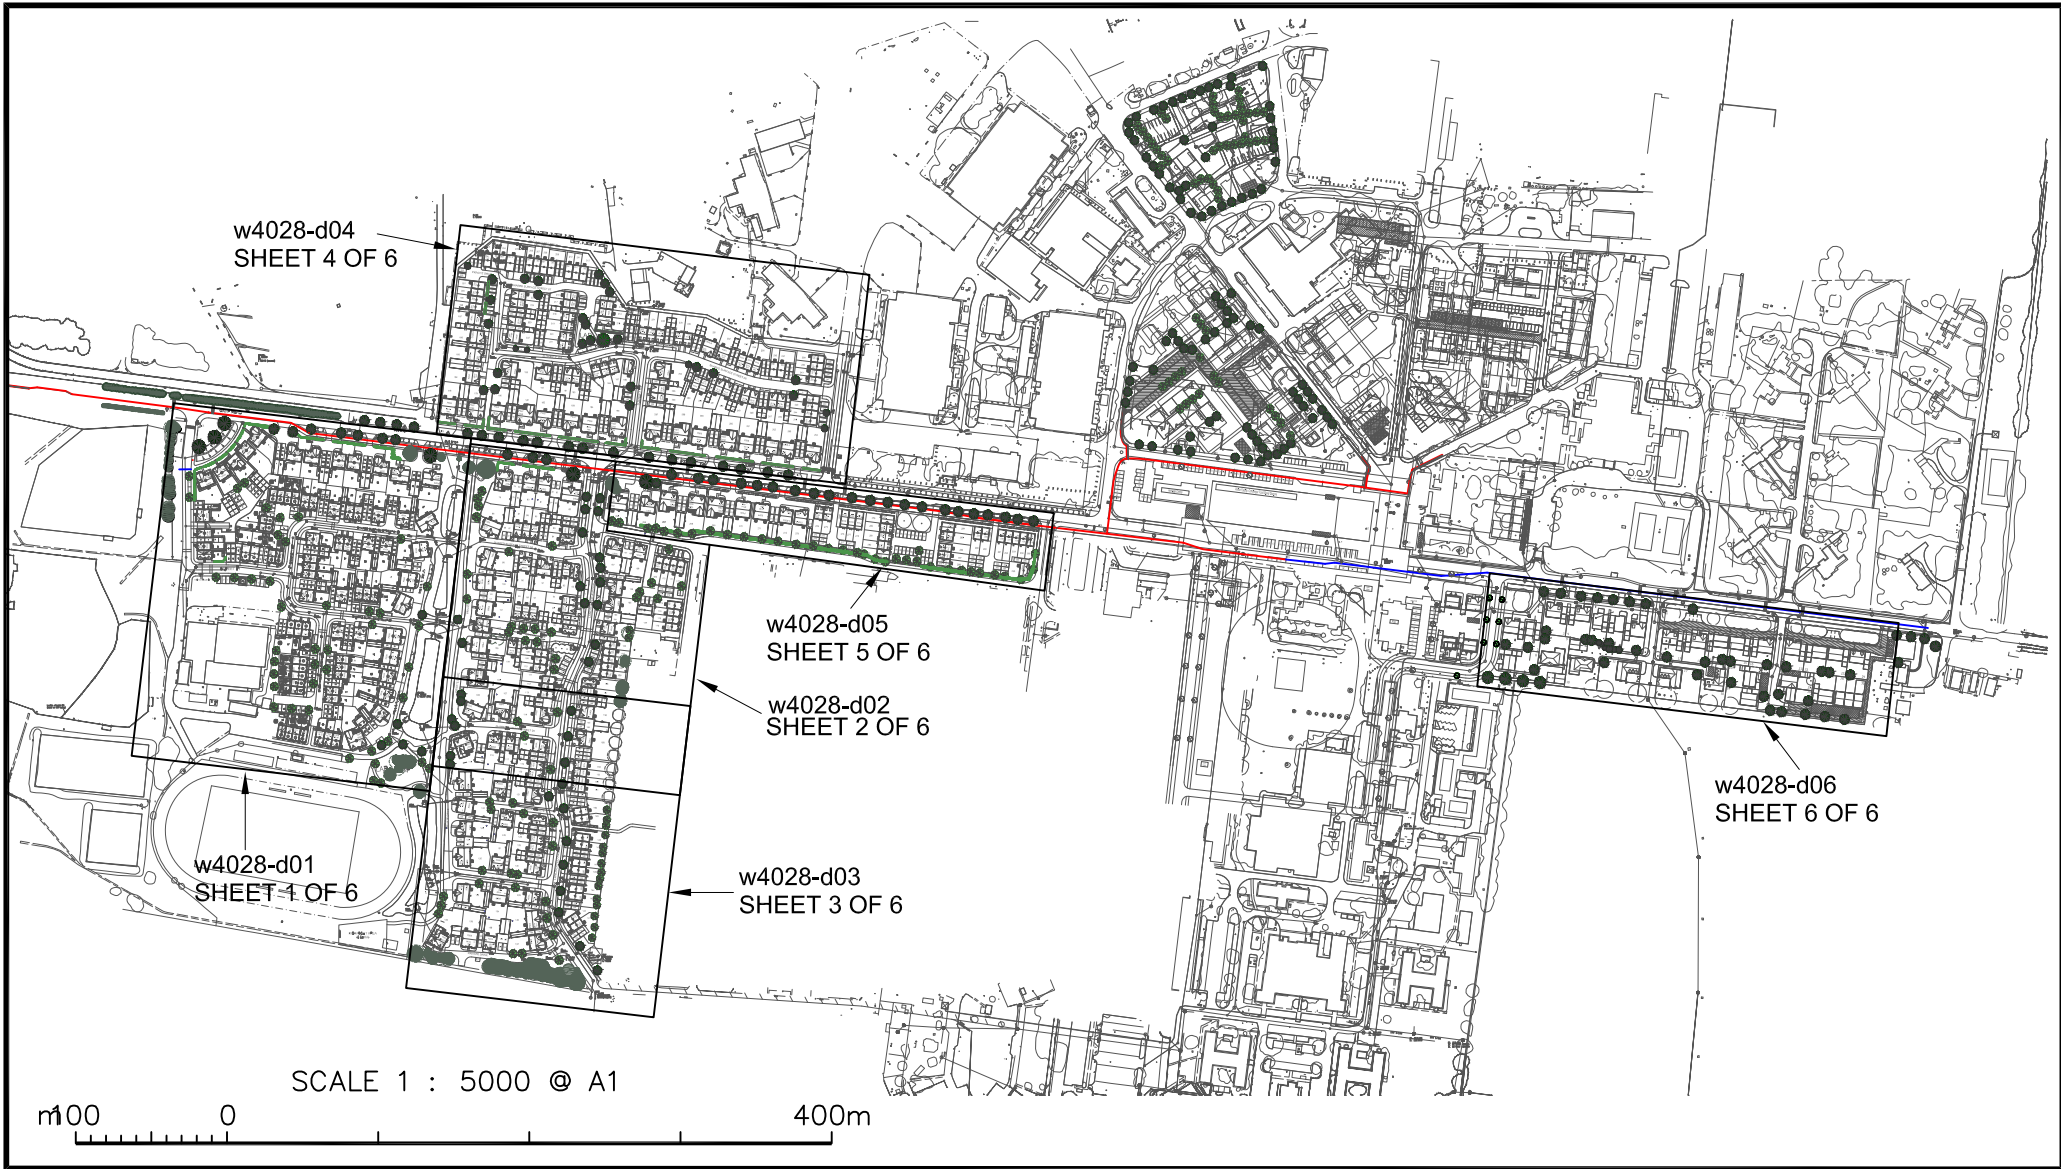 w4028-d04
SHEET 4 OF 6
w4028-d05
SHEET 5 OF 6
w4028-d02
SHEET 2 OF 6
w4028-d06
SHEET 6 OF 6
w4028-d01
SHEET 1 OF 6
w4028-d03
SHEET 3 OF 6
SCALE 1 : 5000 @ A1
m100 0 400m